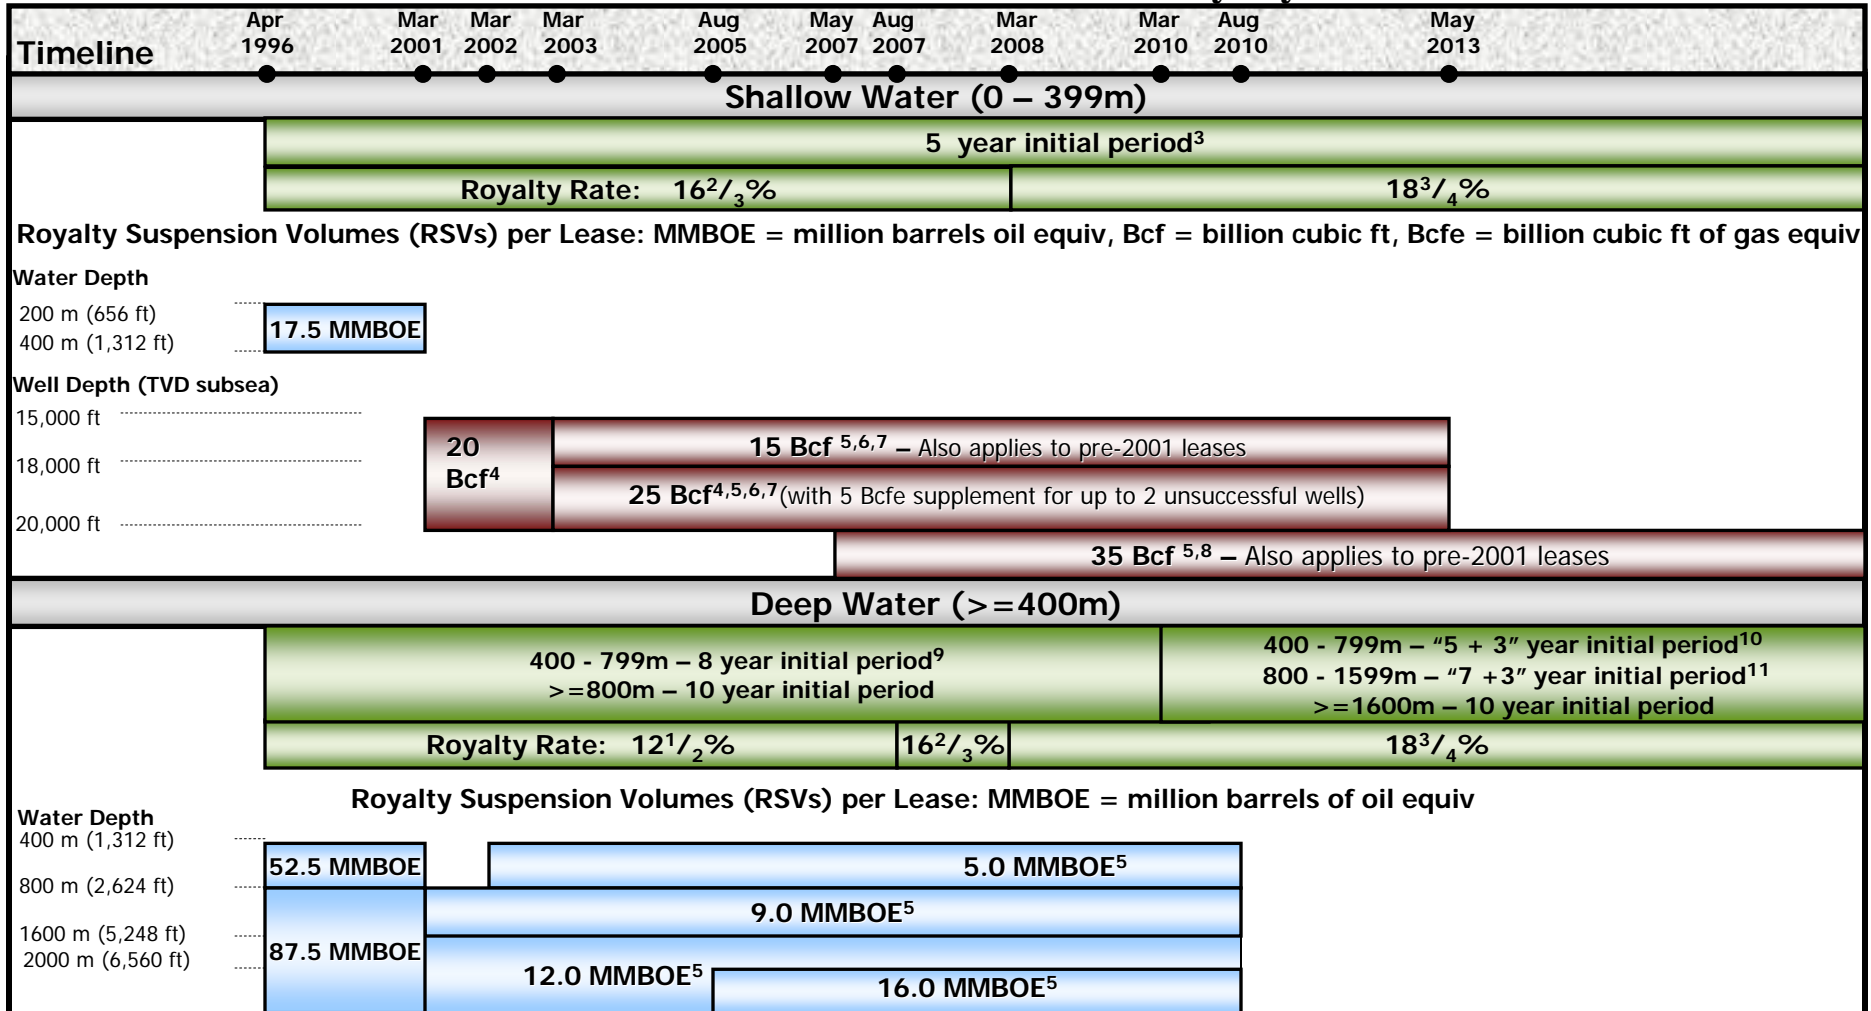 Apr Mar Mar Mar Aug May Aug Mar Mar Aug May
Timeline 1996 2001 2002 2003 2005 2007 2007 2008 2010 2010 2013
Shallow Water (0 – 399m)
5 year initial period3
Royalty Rate: 16 2/3% 18 3/4%
Royalty Suspension Volumes (RSVs) per Lease: MMBOE = million barrels oil equiv, Bcf = billion cubic ft, Bcfe = billion cubic ft of gas equiv
Water Depth
200 m (656 ft)
17.5 MMBOE
400 m (1,312 ft)
Well Depth (TVD subsea)
15,000 ft
20 Bcf4
15 Bcf 5,6,7 – Also applies to pre-2001 leases
18,000 ft
25 Bcf4,5,6,7(with 5 Bcfe supplement for up to 2 unsuccessful wells)
20,000 ft
35 Bcf 5,8 – Also applies to pre-2001 leases
Deep Water (>=400m)
400 - 799m – 8 year initial period9
>=800m – 10 year initial period
400 - 799m – “5 + 3” year initial period10
800 - 1599m – “7 +3” year initial period11
>=1600m – 10 year initial period
Royalty Rate: 12 1/2% 16 2/3% 18 3/4%
Royalty Suspension Volumes (RSVs) per Lease: MMBOE = million barrels of oil equiv
Water Depth
400 m (1,312 ft)
52.5 MMBOE 5.0 MMBOE5
800 m (2,624 ft)
9.0 MMBOE5
1600 m (5,248 ft)
87.5 MMBOE
2000 m (6,560 ft)
12.0 MMBOE5
16.0 MMBOE5